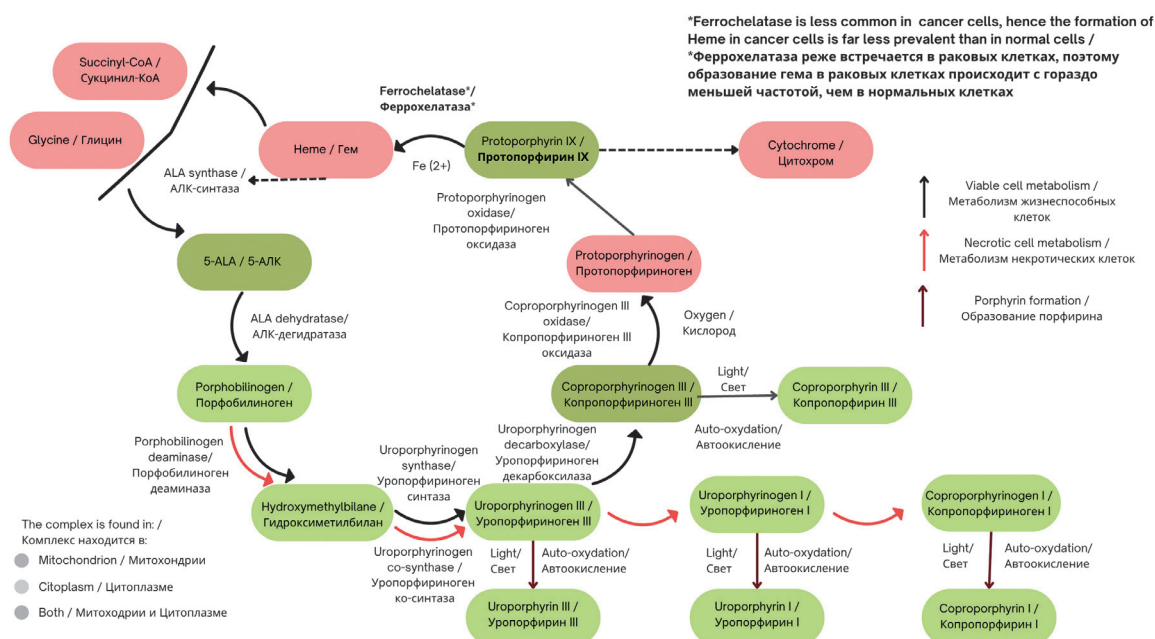 *Ferrochelatase is less common in cancer cells, hence the formation of
Heme in cancer cells is far less prevalent than in normal cells /
*Феррохелатаза реже встречается в раковых клетках, поэтому
образование гема в раковых клетках происходит с гораздо
меньшей частотой, чем в нормальных клетках
Succinyl-CoA /
Сукцинил-КоА
Glycine / Глицин
Heme / Гем
Ferrochelatase*/
Феррохелатаза*
Fe (2+)
Protoporphyrin IX /
Протопорфирин IX
Cytochrome /
Цитохром
ALA synthase /
АЛК-синтаза
Protoporphyrinogen
oxidase/
Протопорфириноген
оксидаза
Viable cell metabolism /
Метаболизм жизнеспособных
клеток
Necrotic cell metabolism /
Метаболизм некротических клеток
Porphyrin formation /
Образование порфирина
5-ALA / 5-АЛК
Protoporphyrinogen /
Протопорфириноген
ALA dehydratase/
АЛК-дегидратаза
Coproporphyrinogen III
oxidase/
Копропорфириноген III
оксидаза
Oxygen /
Кислород
Porphobilinogen /
Порфобилиноген
Coproporphyrinogen III /
Копропорфириноген III
Light/
Свет
Auto-oxydation/
Автоокисление
Coproporphyrin III /
Копропорфирин III
Porphobilinogen
deaminase/
Порфобилиноген
деаминаза
Uroporphyrinogen
synthase/
Уропорфириноген
синтаза
Uroporphyrinogen
decarboxylase/
Уропорфириноген
декарбоксилаза
Hydroxymethylbilane /
Гидроксиметилбилан
Uroporphyrinogen III /
Уропорфириноген III
Uroporphyrinogen I /
Уропорфириноген I
Coproporphyrinogen I /
Копропорфириноген I
Uroporphyrinogen
co-synthase /
Уропорфириноген
ко-синтаза
Light/
Свет
Auto-oxydation/
Автоокисление
Light/
Свет
Auto-oxydation/
Автоокисление
Light/
Свет
Auto-oxydation/
Автоокисление
Uroporphyrin III /
Уропорфирин III
Uroporphyrin I /
Уропорфирин I
Coproporphyrin I /
Копропорфирин I
The complex is found in: /
Комплекс находится в:
Mitochondrion / Митохондрии
Citoplasm / Цитоплазме
Both / Митоходрии и Цитоплазме